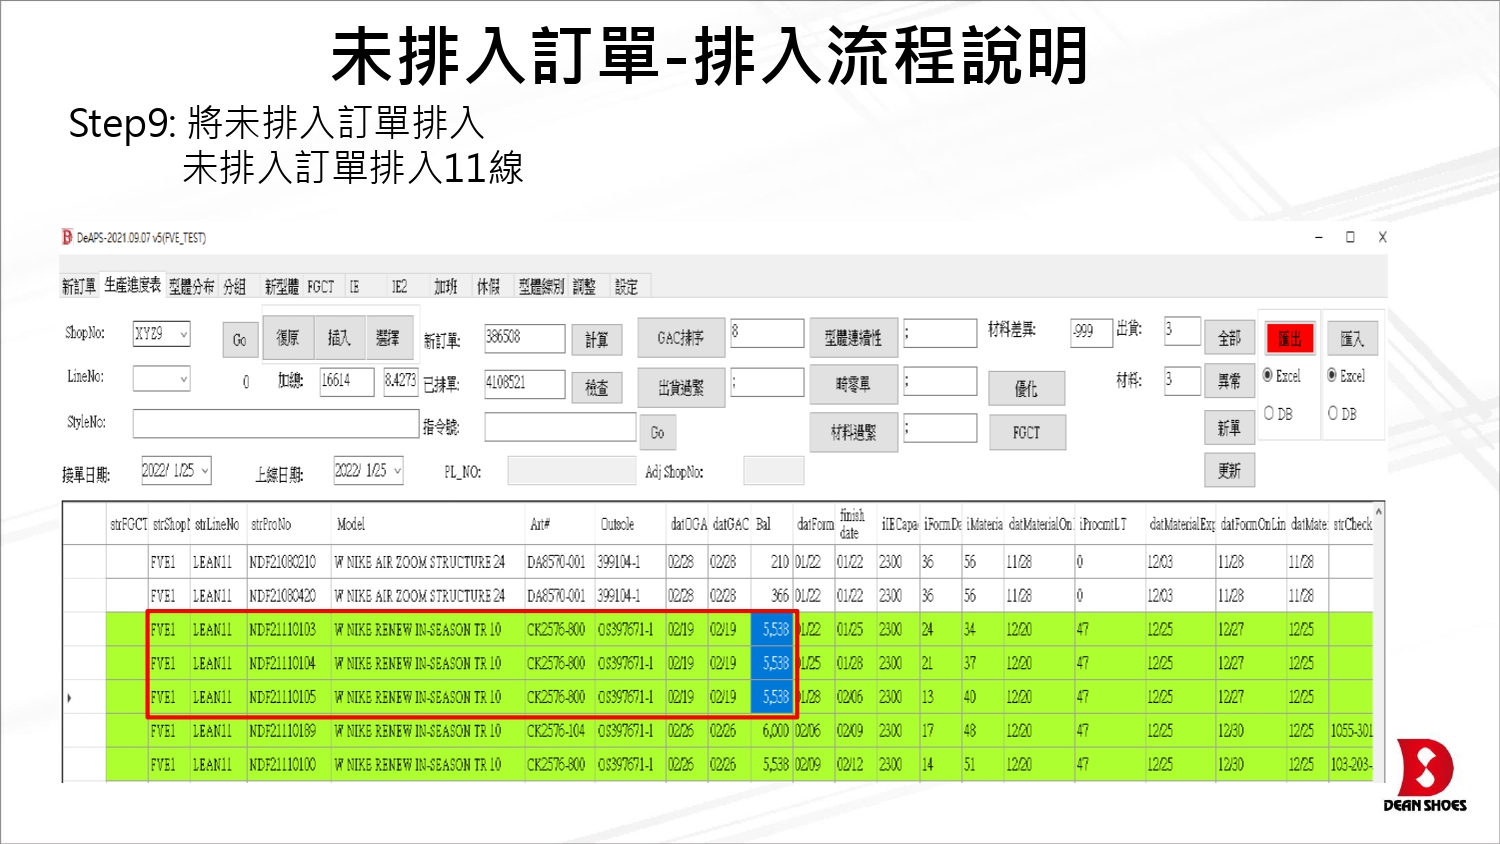 未排入訂單-排入流程說明
Step9: 將未排入訂單排入
未排入訂單排入11線
DeAPS-2021.09.07 v5(FVE_TEST)
新訂單 生產進度表 型體分布 分組 新型體 FGCT IE IE2 加班 休假 型體線別 調整 設定
ShopNo: XYZ9 Go 復原 插入 選擇 新訂單: 386508 計算 GAC排序 8 型體連續性 ; 材料差異: .999 出貨: 3 全部 匯出 匯入
LineNo: 0 加總: 16614 8.4273 已排單: 4108521 檢查 出貨過緊 ; 時零單 ; 優化 材料: 3 異常 Excel Excel
StyleNo: 指令號: Go 材料過緊 ; FGCT 新單 DB DB
接單日期: 2022/ 1/25 上線日期: 2022/ 1/25 PL_NO: Adj ShopNo: 更新
strFGCT strShopN strLineNo strProNo Model Art# Outsole datOGA datGAC Bal datForm finish date iIECapa iFormDa iMateria datMaterialOn iProcmtLT datMaterialExp datFormOnLin datMate strCheck
FVE1 LEAN11 NDF21080210 W NIKE AIR ZOOM STRUCTURE 24 DA8570-001 399104-1 02/28 02/28 210 01/22 01/22 2300 36 56 11/28 0 12/03 11/28 11/28
FVE1 LEAN11 NDF21080420 W NIKE AIR ZOOM STRUCTURE 24 DA8570-001 399104-1 02/28 02/28 366 01/22 01/22 2300 36 56 11/28 0 12/03 11/28 11/28
FVE1 LEAN11 NDF21110103 W NIKE RENEW IN-SEASON TR 10 CK2576-800 OS397671-1 02/19 02/19 5,538 01/22 01/25 2300 24 34 12/20 47 12/25 12/27 12/25
FVE1 LEAN11 NDF21110104 W NIKE RENEW IN-SEASON TR 10 CK2576-800 OS397671-1 02/19 02/19 5,538 01/25 01/28 2300 21 37 12/20 47 12/25 12/27 12/25
FVE1 LEAN11 NDF21110105 W NIKE RENEW IN-SEASON TR 10 CK2576-800 OS397671-1 02/19 02/19 5,538 01/28 02/06 2300 13 40 12/20 47 12/25 12/27 12/25
FVE1 LEAN11 NDF21110189 W NIKE RENEW IN-SEASON TR 10 CK2576-104 OS397671-1 02/26 02/26 6,000 02/06 02/09 2300 17 48 12/20 47 12/25 12/30 12/25 1055-301
FVE1 LEAN11 NDF21110100 W NIKE RENEW IN-SEASON TR 10 CK2576-800 OS397671-1 02/26 02/26 5,538 02/09 02/12 2300 14 51 12/20 47 12/25 12/30 12/25 103-203-
DEAN SHOES